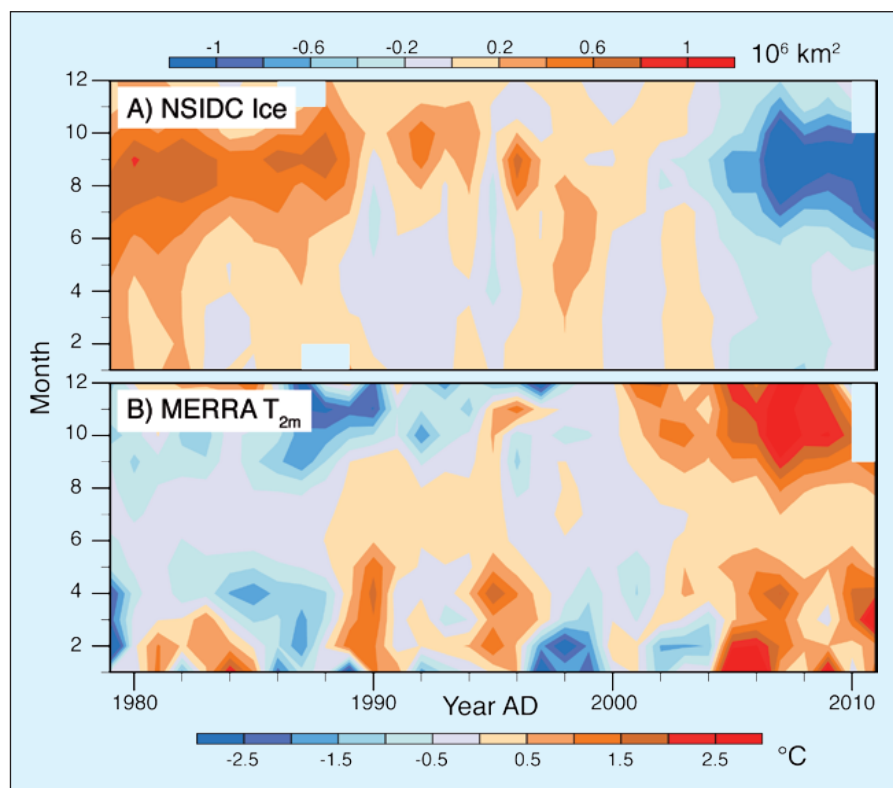 -1 -0.6 -0.2 0.2 0.6 1 10⁶ km²
12
A) NSIDC Ice
10
8
6
4
2
Month
12
B) MERRA T₂ₘ
10
8
6
4
2
1980 1990 Year AD 2000 2010
-2.5 -1.5 -0.5 0.5 1.5 2.5 °C